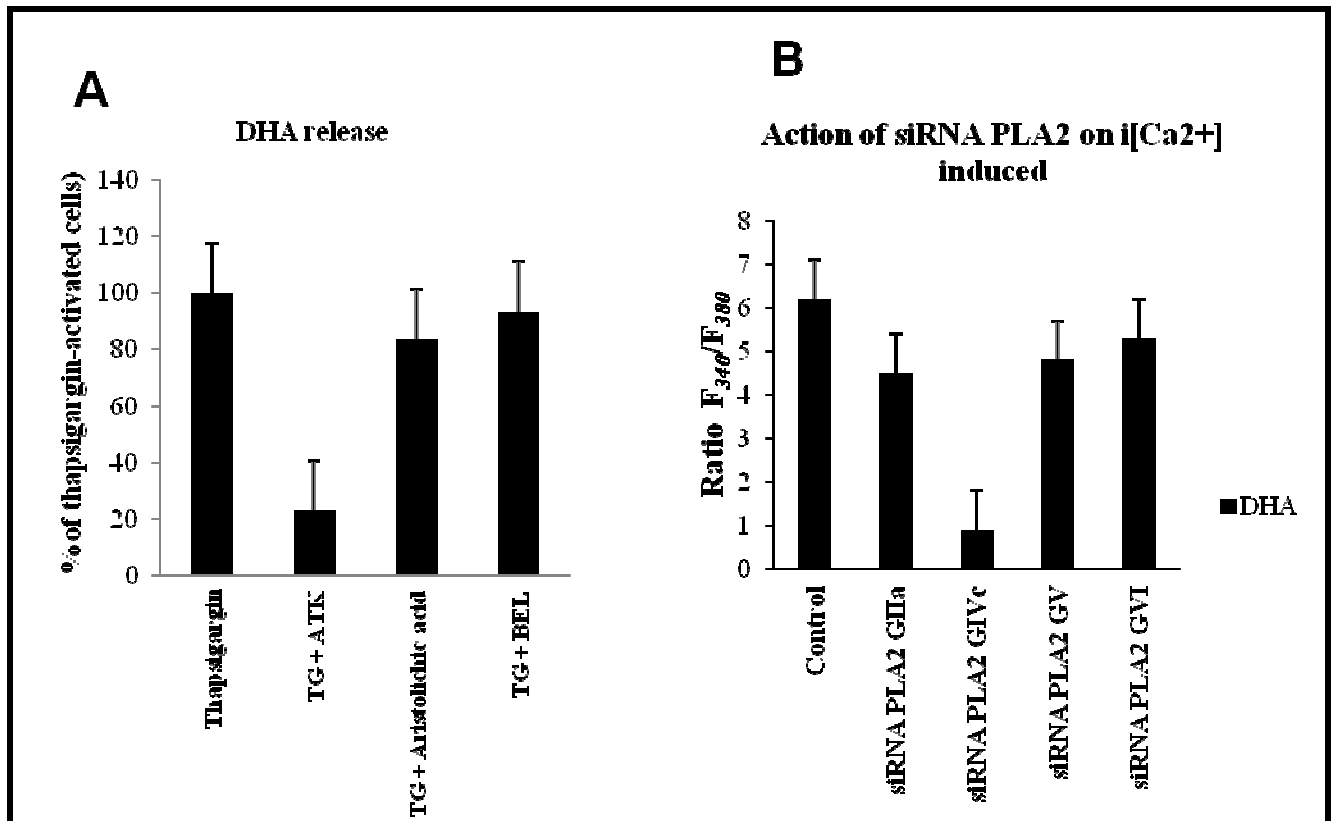 A
DHA release
% of thapsigargin-activated cells)
140
120
100
80
60
40
20
0
Thapsigargin
TG+ ATK
TG+ Aristolichic acid
TG+ BEL
B
Action of siRNA PLA2 on i[Ca2+]
induced
Ratio F340/F380
8
7
6
5
4
3
2
1
0
Control
siRNA PLA2 GIIa
siRNA PLA2 GIVc
siRNA PLA2 GV
siRNA PLA2 GVI
DHA